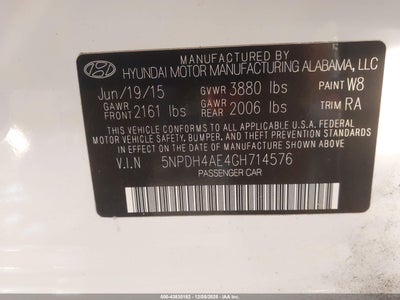 MANUFACTURED BY
HYUNDAI MOTOR MANUFACTURING ALABAMA, LLC
Jun/19/15 GVWR 3880 lbs PAINT W8
GAWR FRONT 2161 lbs GAWR REAR 2006 lbs TRIM RA
THIS VEHICLE CONFORMS TO ALL APPLICABLE U.S.A. FEDERAL
MOTOR VEHICLE SAFETY, BUMPER, AND THEFT PREVENTION STANDARDS
IN EFFECT ON THE DATE OF MANUFACTURE SHOWN ABOVE
V.I.N 5NPDH4AE4GH714576
PASSENGER CAR